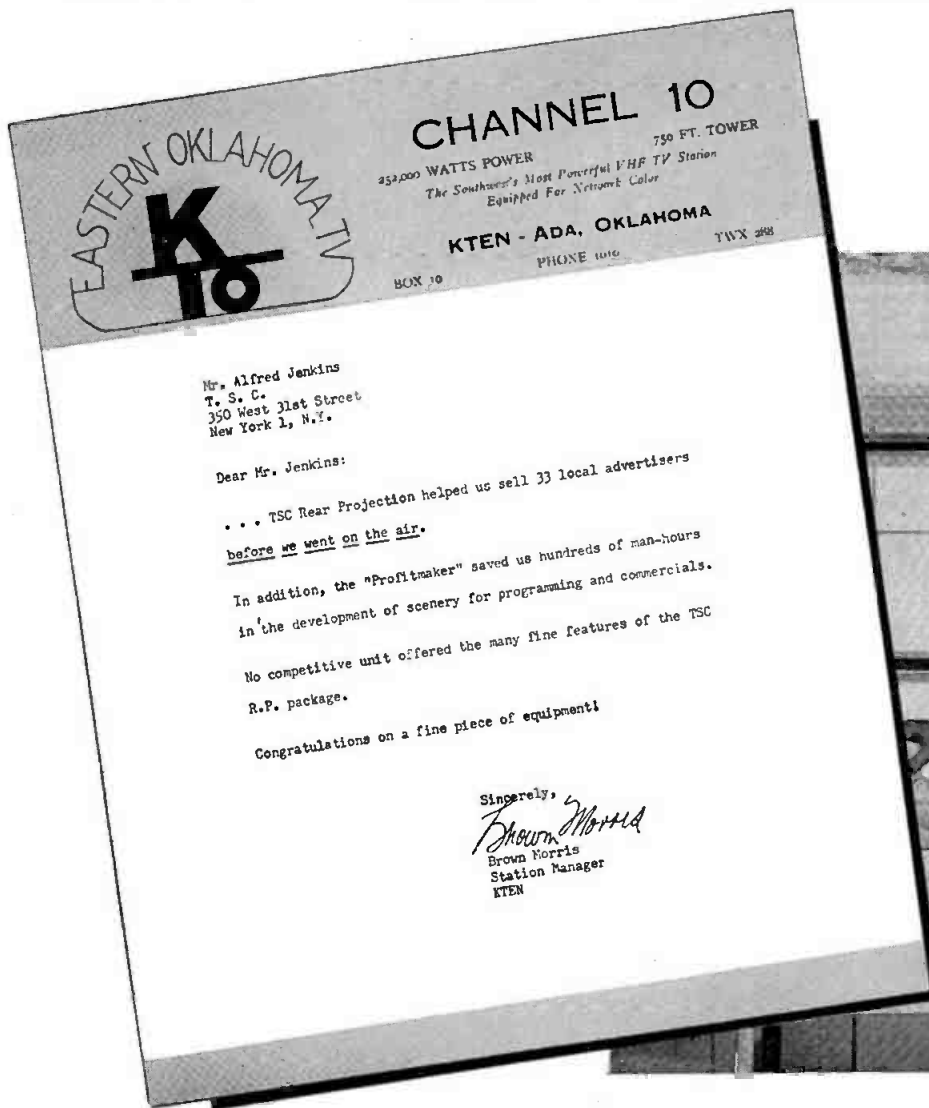 EASTERN OKLAHOMA TV
K
10
CHANNEL 10
252,000 WATTS POWER 750 FT. TOWER
The Southwest's Most Powerful VHF TV Station
Equipped For Network Color
KTEN - ADA, OKLAHOMA
BOX 10 PHONE 1010 TWX 288
Mr. Alfred Jenkins
T. S. C.
350 West 31st Street
New York 1, N.Y.
Dear Mr. Jenkins:
. . . TSC Rear Projection helped us sell 33 local advertisers
before we went on the air.
In addition, the "Profitmaker" saved us hundreds of man-hours
in the development of scenery for programming and commercials.
No competitive unit offered the many fine features of the TSC
R.P. package.
Congratulations on a fine piece of equipment!
Sincerely,
Brown Morris
Brown Morris
Station Manager
KTEN